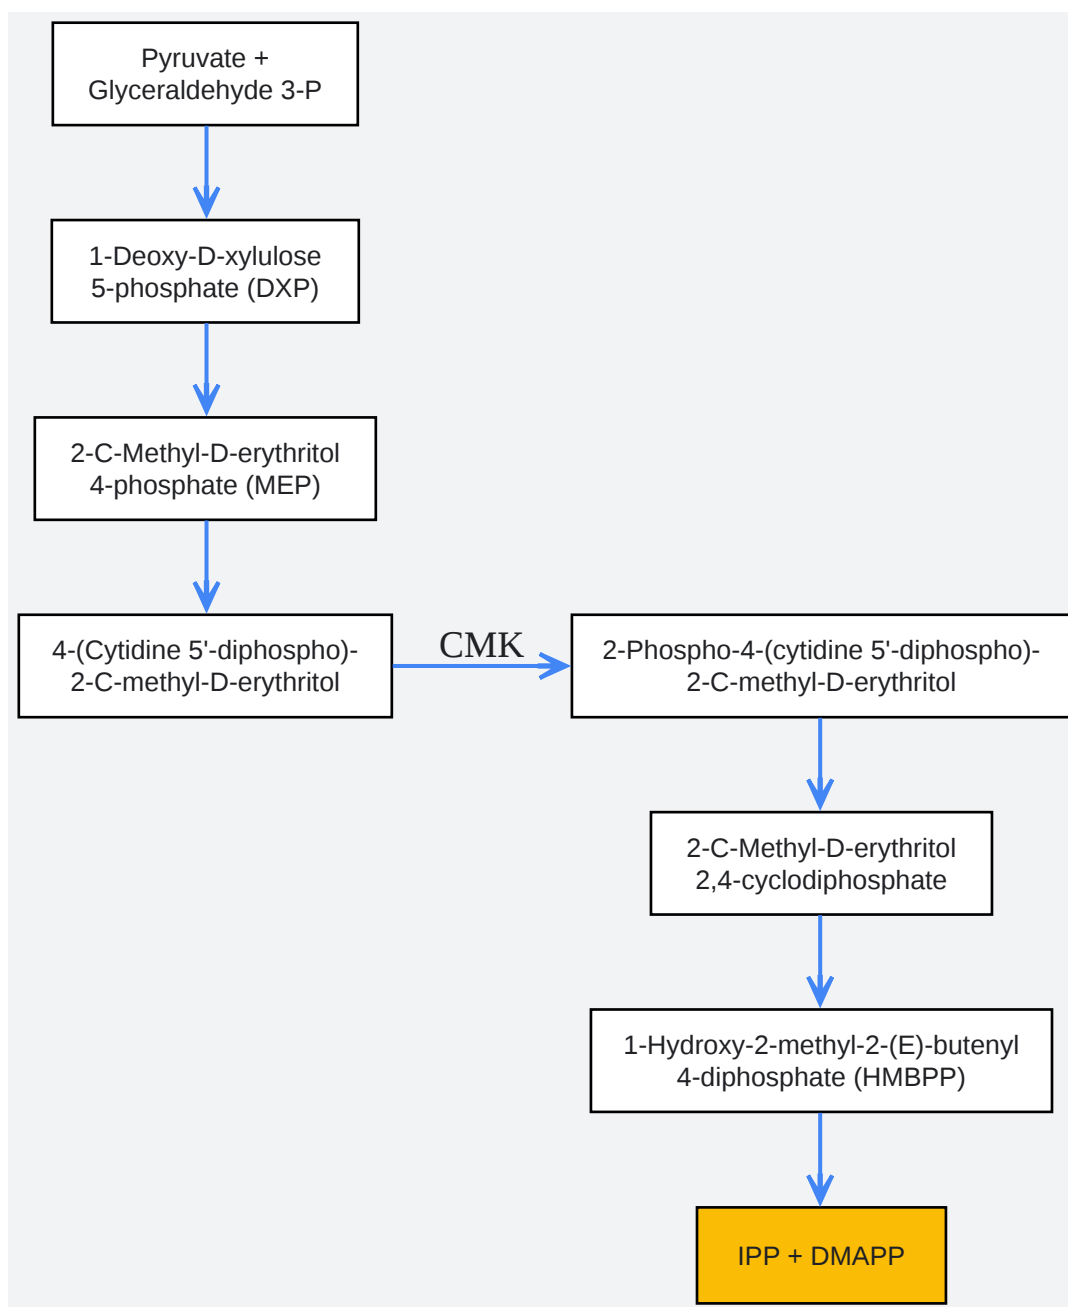 Pyruvate +
Glyceraldehyde 3-P
1-Deoxy-D-xylulose
5-phosphate (DXP)
2-C-Methyl-D-erythritol
4-phosphate (MEP)
4-(Cytidine 5'-diphospho)-
2-C-methyl-D-erythritol
CMK
2-Phospho-4-(cytidine 5'-diphospho)-
2-C-methyl-D-erythritol
2-C-Methyl-D-erythritol
2,4-cyclodiphosphate
1-Hydroxy-2-methyl-2-(E)-butenyl
4-diphosphate (HMBPP)
IPP + DMAPP